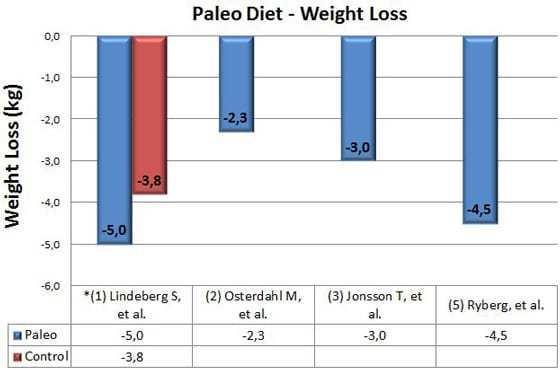 Paleo Diet - Weight Loss
Weight Loss (kg)
0,0
-1,0
-2,0
-3,0
-4,0
-5,0
-6,0
-5,0
-3,8
-2,3
-3,0
-4,5
*(1) Lindeberg S, et al.
(2) Osterdahl M, et al.
(3) Jonsson T, et al.
(5) Ryberg, et al.
Paleo -5,0 -2,3 -3,0 -4,5
Control -3,8